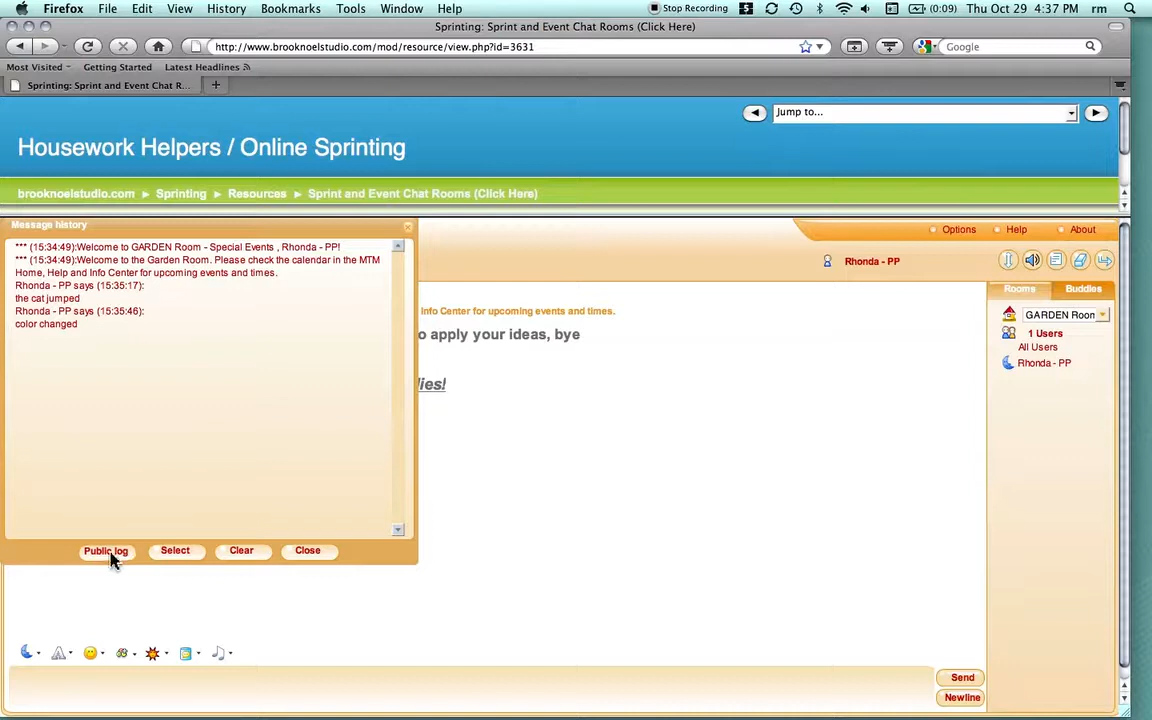 Firefox File Edit View History Bookmarks Tools Window Help Stop Recording (0:09) Thu Oct 29 4:37 PM rm
Sprinting: Sprint and Event Chat Rooms (Click Here)
http://www.brooknoelstudio.com/mod/resource/view.php?id=3631 Google
Most Visited Getting Started Latest Headlines
Sprinting: Sprint and Event Chat R... +
Jump to...
Housework Helpers / Online Sprinting
brooknoelstudio.com ► Sprinting ► Resources ► Sprint and Event Chat Rooms (Click Here)
Message history
Options Help About
*** (15:34:49):Welcome to GARDEN Room - Special Events , Rhonda - PP!
*** (15:34:49):Welcome to the Garden Room. Please check the calendar in the MTM
Home, Help and Info Center for upcoming events and times.
Rhonda - PP says (15:35:17):
the cat jumped
Rhonda - PP says (15:35:46):
color changed
Public log Select Clear Close
Rhonda - PP
Info Center for upcoming events and times.
o apply your ideas, bye
lies!
Rooms Buddies
GARDEN Roon
1 Users
All Users
Rhonda - PP
Send
Newline